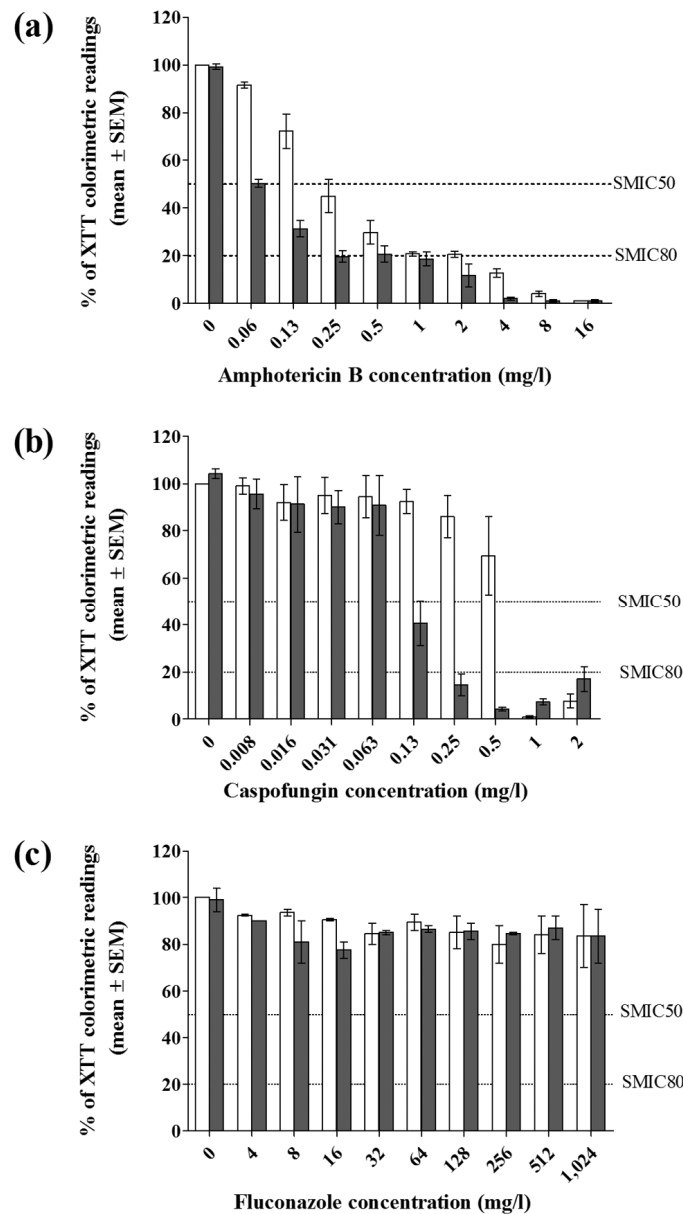 (a)
% of XTT colorimetric readings
(mean ± SEM)
120
100
80
60
40
20
0
SMIC50
SMIC80
0 0.06 0.13 0.25 0.5 1 2 4 8 16
Amphotericin B concentration (mg/l)
(b)
% of XTT colorimetric readings
(mean ± SEM)
120
100
80
60
40
20
0
SMIC50
SMIC80
0 0.008 0.016 0.031 0.063 0.13 0.25 0.5 1 2
Caspofungin concentration (mg/l)
(c)
% of XTT colorimetric readings
(mean ± SEM)
120
100
80
60
40
20
0
SMIC50
SMIC80
0 4 8 16 32 64 128 256 512 1,024
Fluconazole concentration (mg/l)